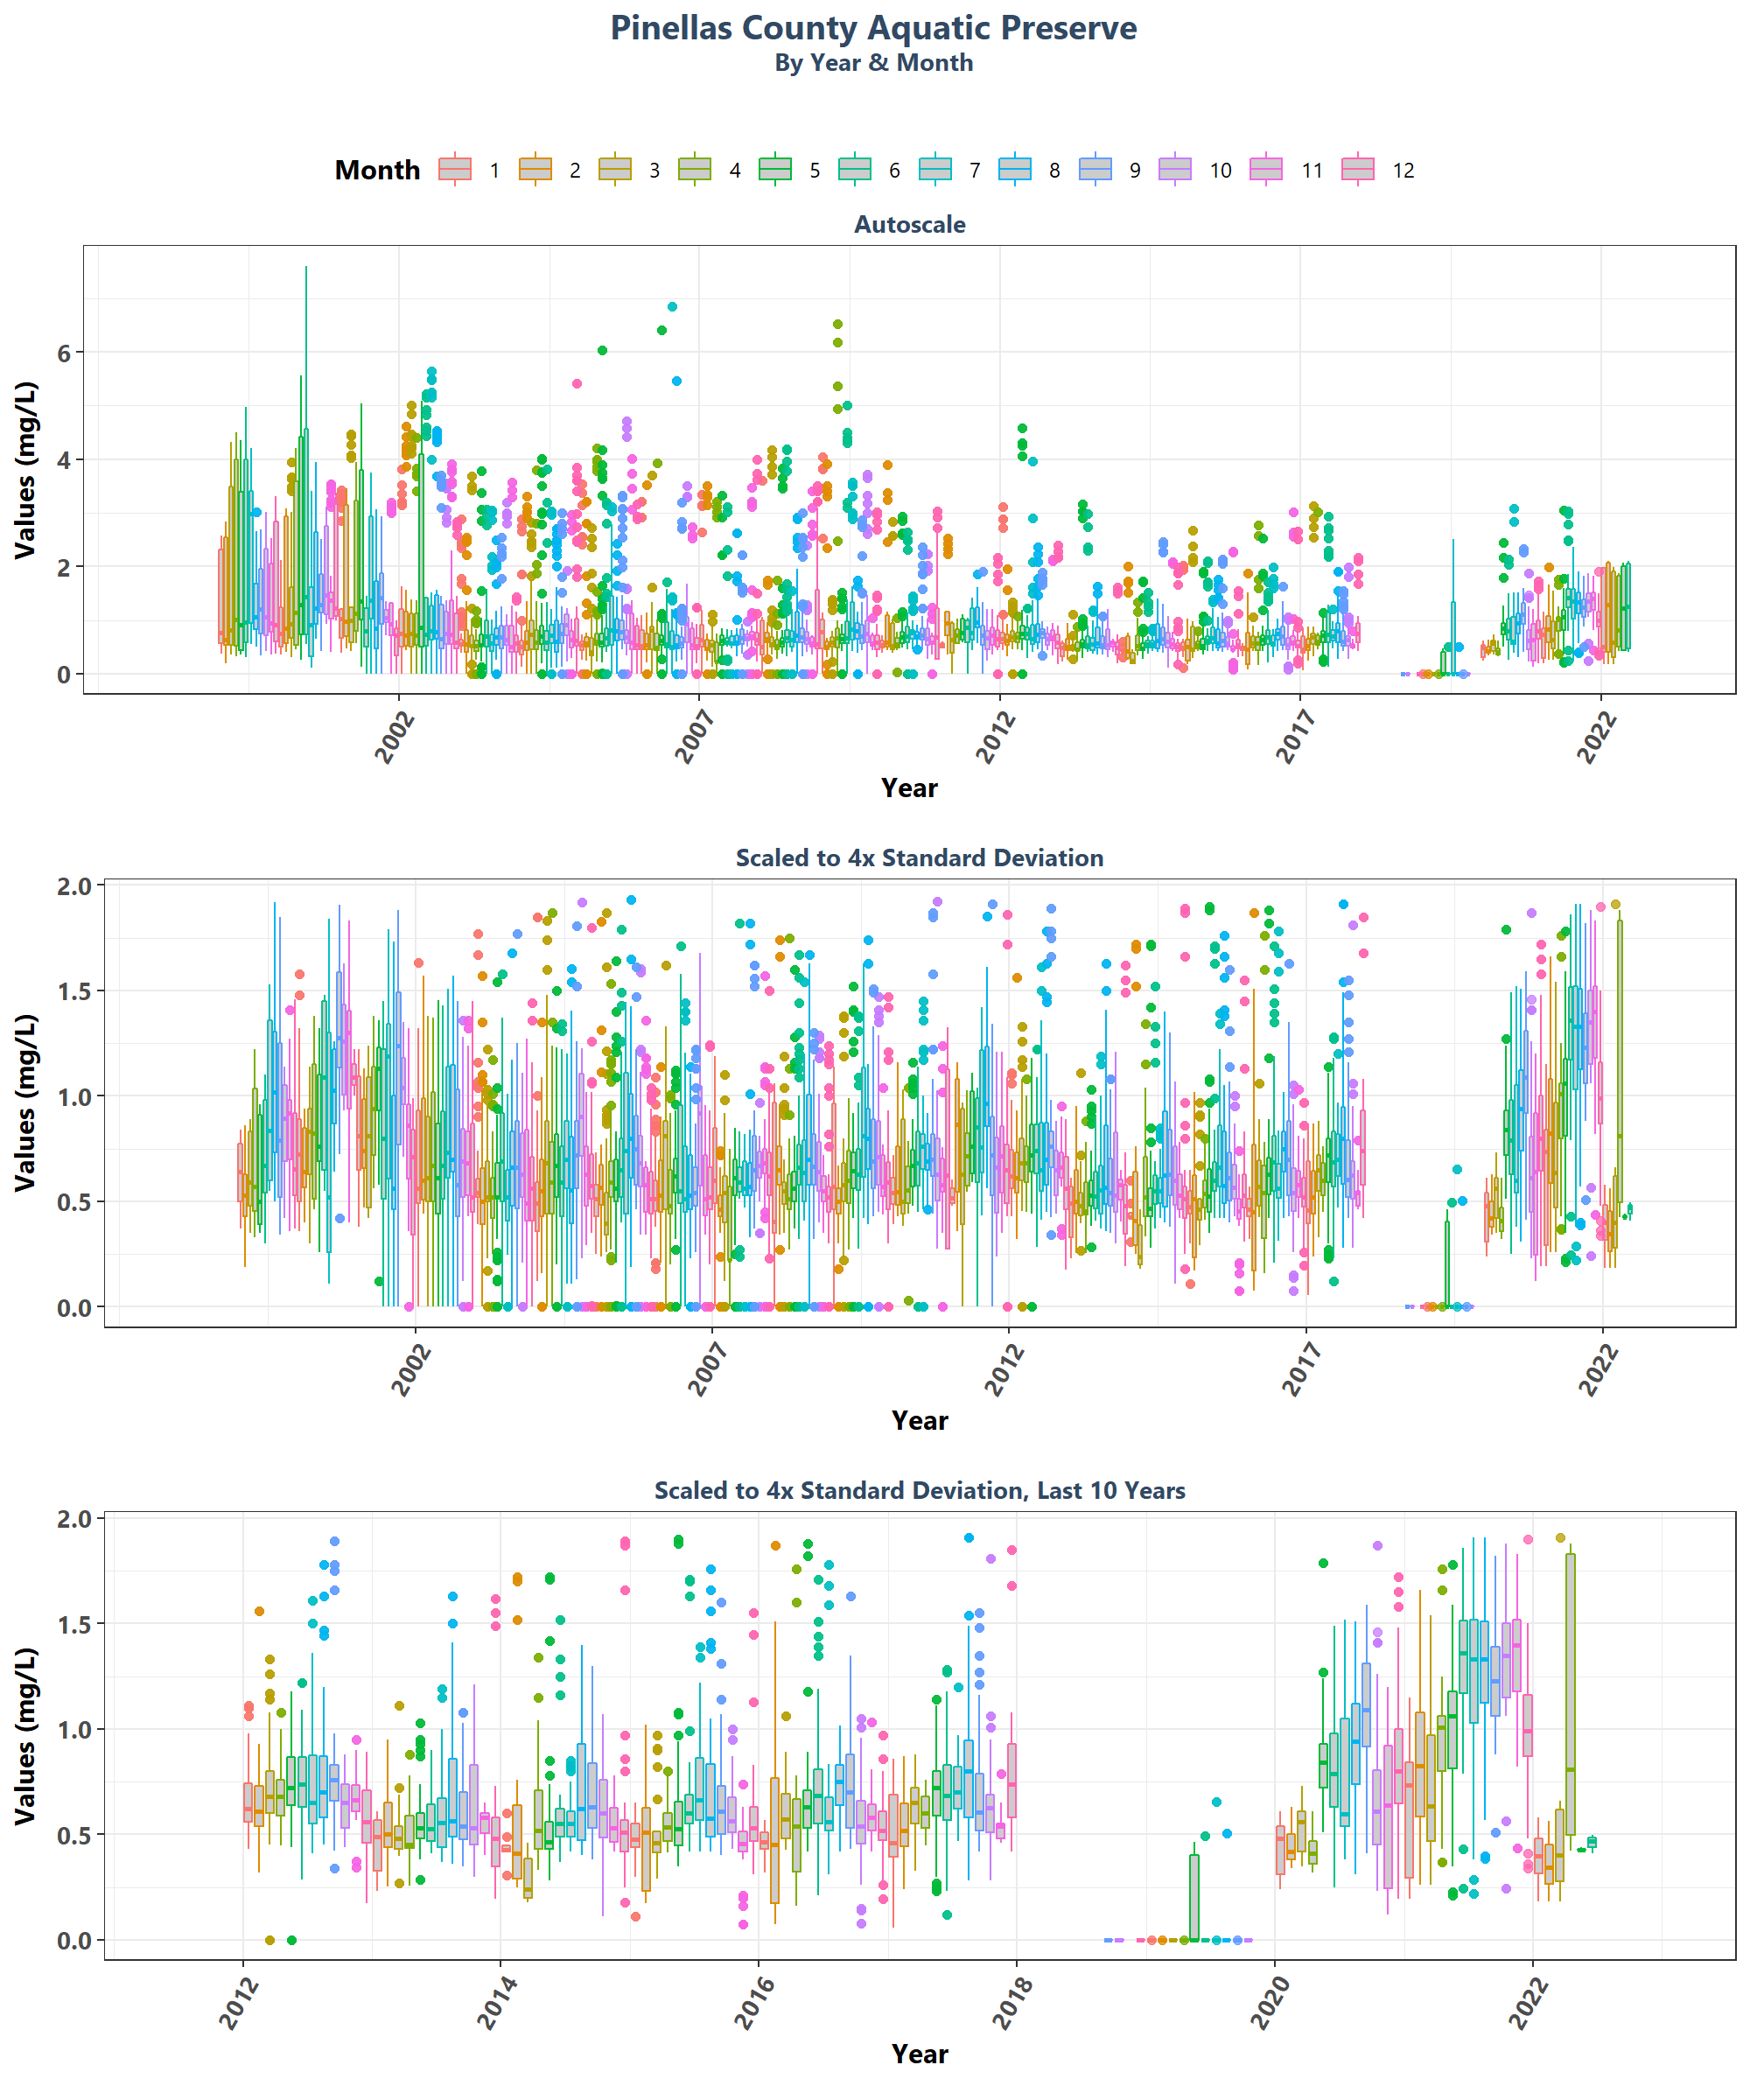 Pinellas County Aquatic Preserve
By Year & Month
Month 1 2 3 4 5 6 7 8 9 10 11 12
Autoscale
Values (mg/L)
6
4
2
0
2002 2007 2012 2017 2022
Year
Scaled to 4x Standard Deviation
Values (mg/L)
2.0
1.5
1.0
0.5
0.0
2002 2007 2012 2017 2022
Year
Scaled to 4x Standard Deviation, Last 10 Years
Values (mg/L)
2.0
1.5
1.0
0.5
0.0
2012 2014 2016 2018 2020 2022
Year